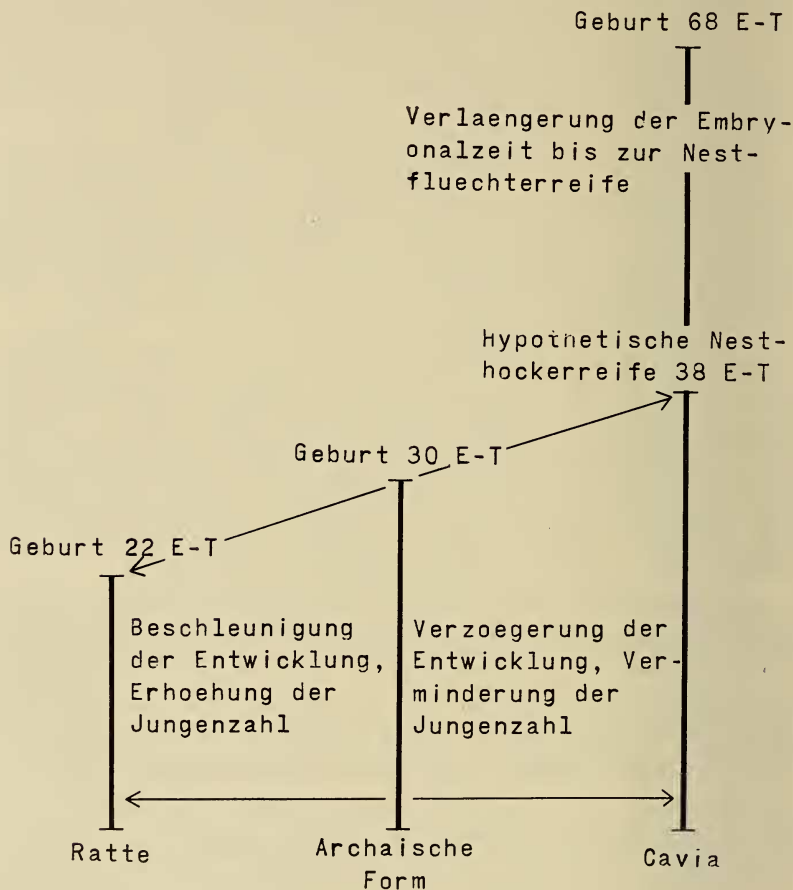 Geburt 68 E-T
Verlaengerung der Embry-
onalzeit bis zur Nest-
fluechterreife
Hypothetische Nest-
hockerreife 38 E-T
Geburt 30 E-T
Geburt 22 E-T
Beschleunigung
der Entwicklung,
Erhoehung der
Jungenzahl
Verzoegerung der
Entwicklung, Ver-
minderung der
Jungenzahl
Ratte
Archaische
Form
Cavia